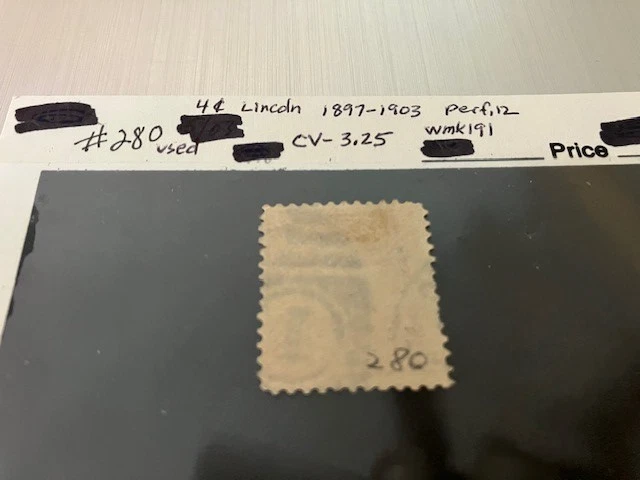 4¢ Lincoln 1897-1903 Perf,12
#280 used CV- 3.25 wmk191
Price
280